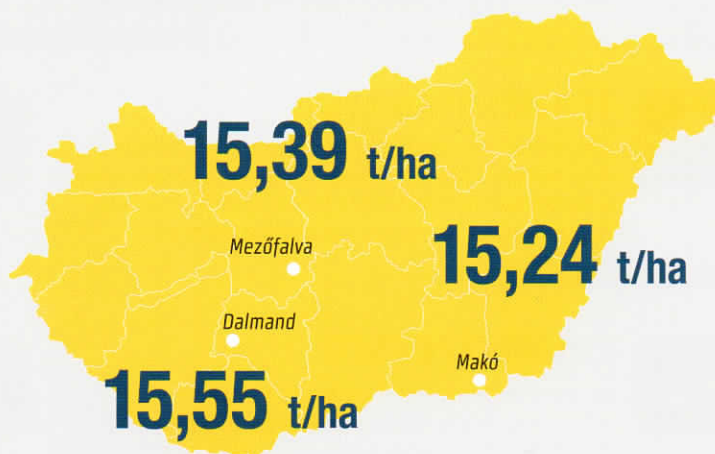 15,39 t/ha
Mezőfalva
15,24 t/ha
Dalmand
Makó
15,55 t/ha